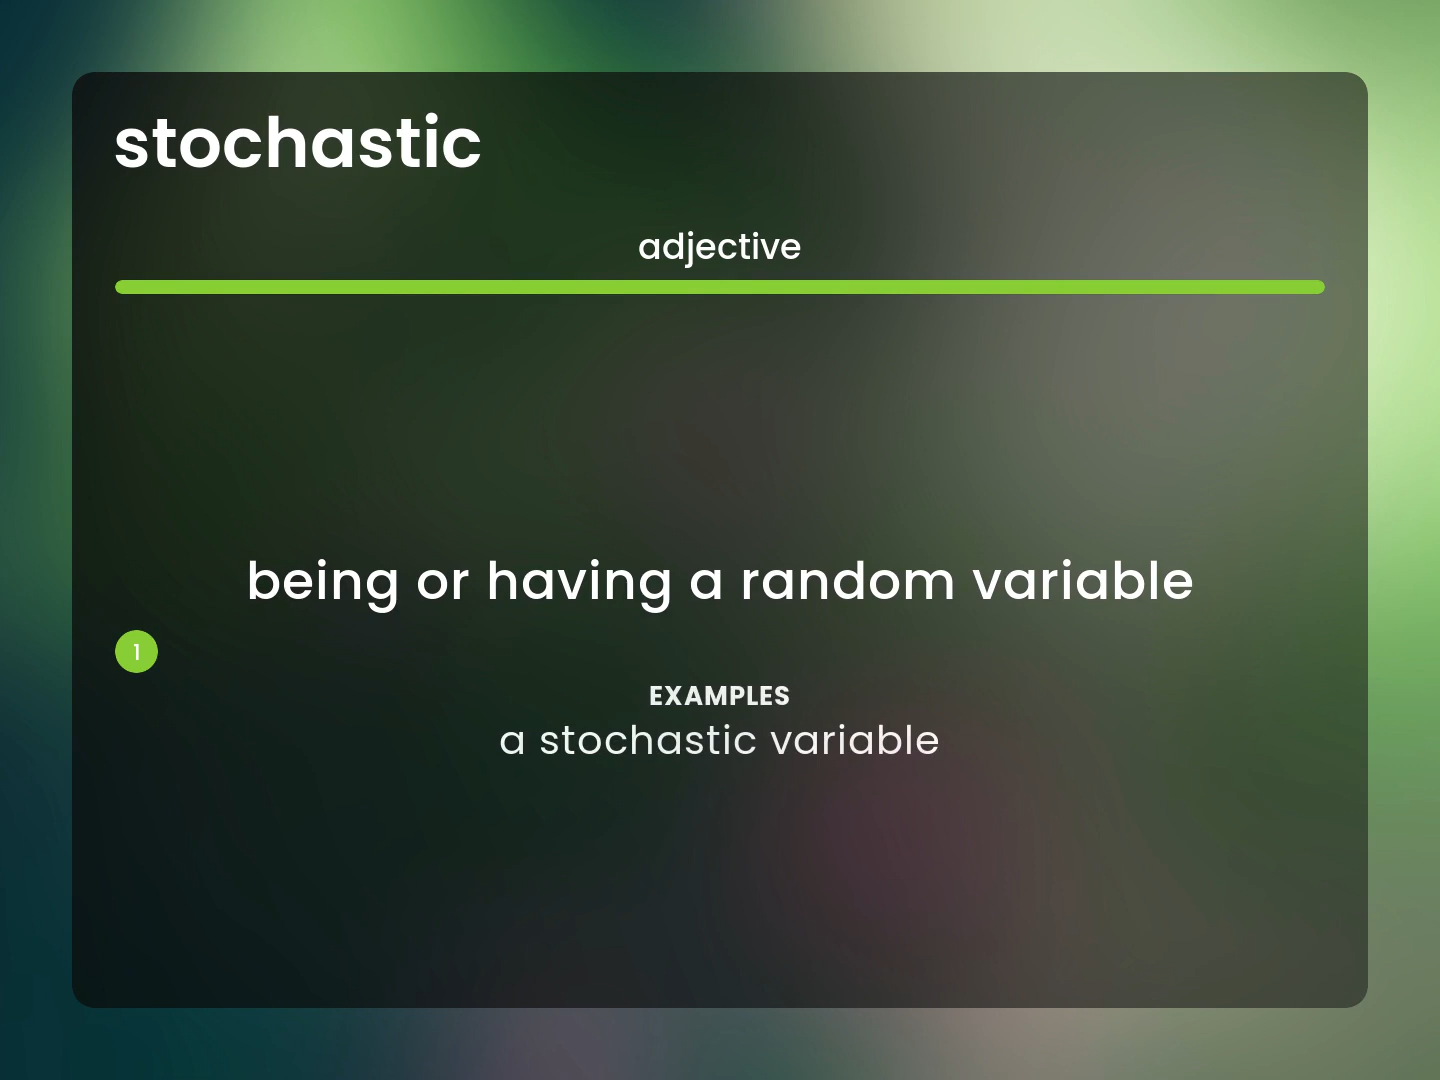 stochastic
adjective
being or having a random variable
1
EXAMPLES
a stochastic variable